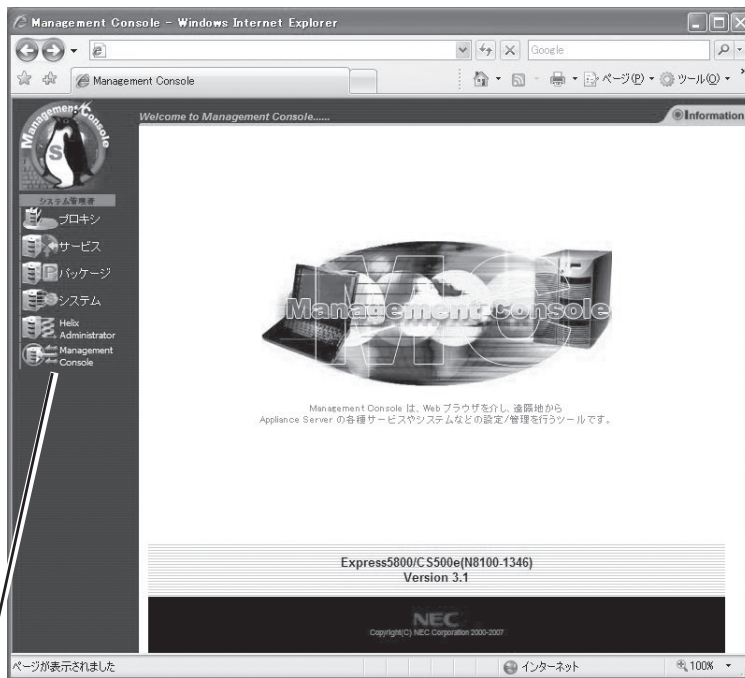 Management Console - Windows Internet Explorer
Google
Management Console
ページ(P)
ツール(O)
Management Console
S
Welcome to Management Console......
Information
システム管理者
プロキシ
サービス
パッケージ
システム
Helix
Administrator
Management
Console
MC
Management Console
Management Console は、Web ブラウザを介し、遠隔地から
Appliance Server の各種サービスやシステムなどの設定/管理を行うツールです。
Express5800/CS500e(N8100-1346)
Version 3.1
NEC
Copyright(C) NEC Corporation 2000-2007
ページが表示されました
インターネット
100%